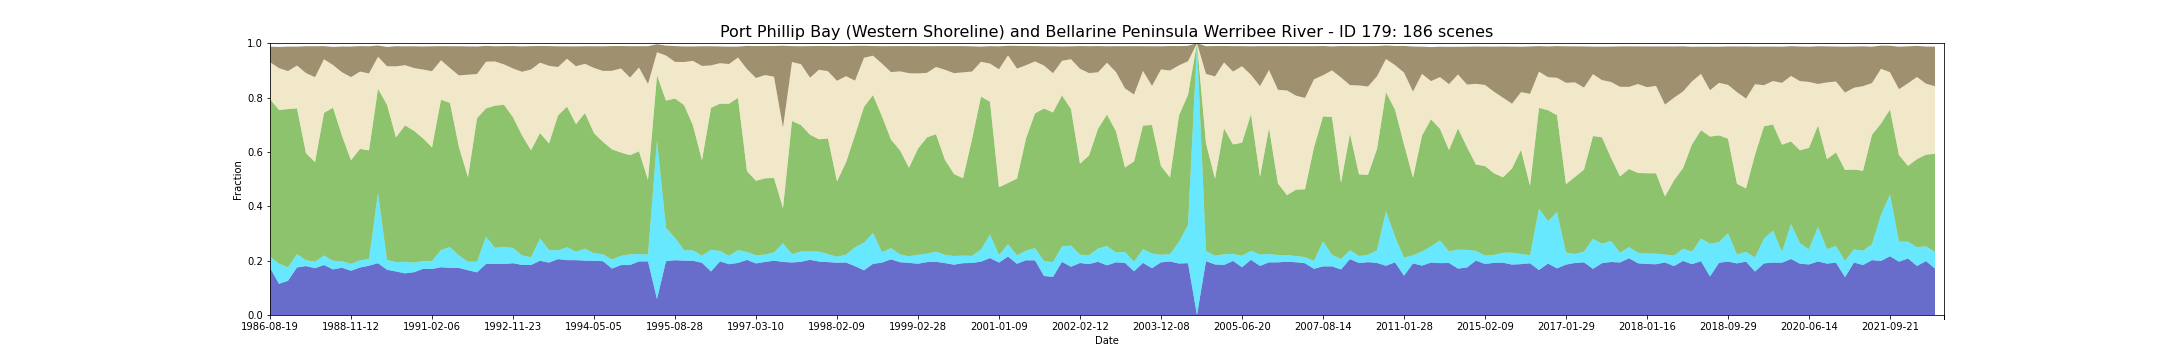 Port Phillip Bay (Western Shoreline) and Bellarine Peninsula Werribee River - ID 179: 186 scenes
1.0
0.8
0.6
0.4
0.2
0.0
Fraction
1986-08-19 1988-11-12 1991-02-06 1992-11-23 1994-05-05 1995-08-28 1997-03-10 1998-02-09 1999-02-28 2001-01-09 2002-02-12 2003-12-08 2005-06-20 2007-08-14 2011-01-28 2015-02-09 2017-01-29 2018-01-16 2018-09-29 2020-06-14 2021-09-21
Date